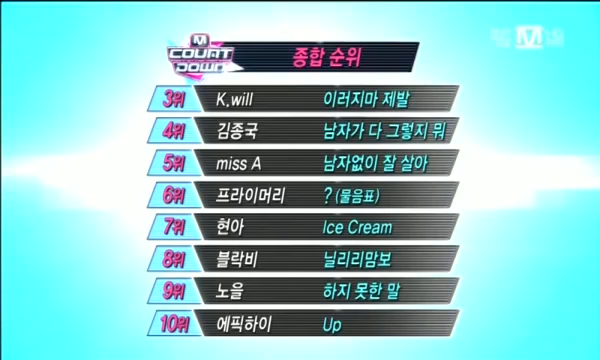 M COUNT DOWN
종합 순위
3위 K.will 이러지마 제발
4위 김종국 남자가 다 그렇지 뭐
5위 miss A 남자없이 잘 살아
6위 프라이머리 ? (물음표)
7위 현아 Ice Cream
8위 블락비 닐리리맘보
9위 노을 하지 못한 말
10위 에픽하이 Up